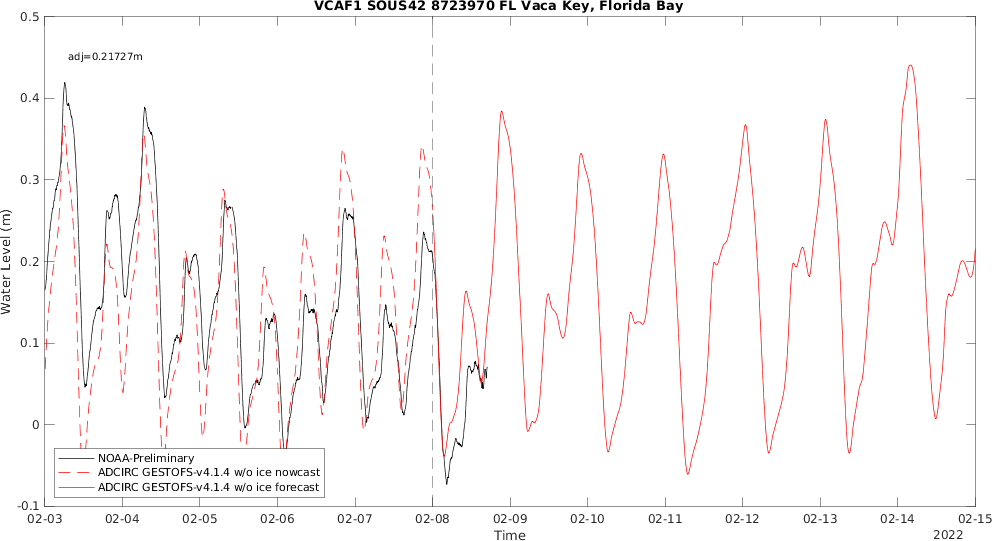 VCAF1 SOUS42 8723970 FL Vaca Key, Florida Bay
adj=0.21727m
0.5
0.4
0.3
0.2
0.1
0
-0.1
Water Level (m)
NOAA-Preliminary
ADCIRC GESTOFS-v4.1.4 w/o ice nowcast
ADCIRC GESTOFS-v4.1.4 w/o ice forecast
02-03 02-04 02-05 02-06 02-07 02-08 02-09 02-10 02-11 02-12 02-13 02-14 02-15
Time
2022